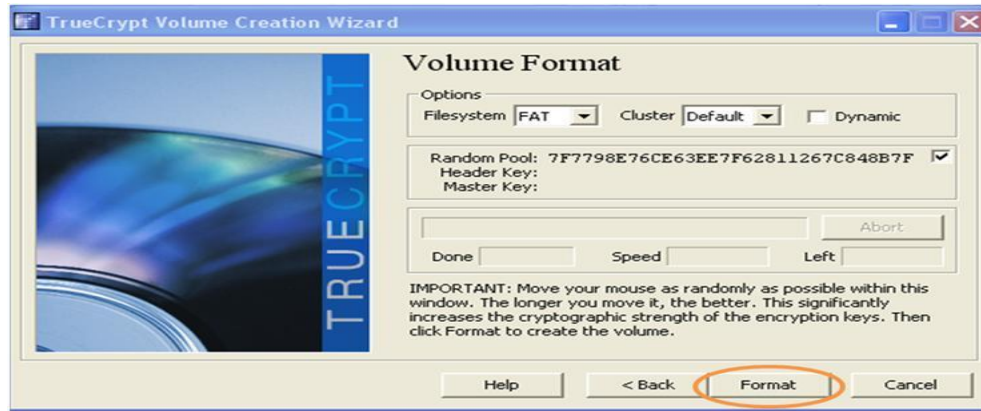 TrueCrypt Volume Creation Wizard
TRUECRYPT
Volume Format
Options
Filesystem FAT Cluster Default Dynamic
Random Pool: 7F7798E76CE63EE7F62811267C848B7F
Header Key:
Master Key:
Abort
Done Speed Left
IMPORTANT: Move your mouse as randomly as possible within this
window. The longer you move it, the better. This significantly
increases the cryptographic strength of the encryption keys. Then
click Format to create the volume.
Help < Back Format Cancel